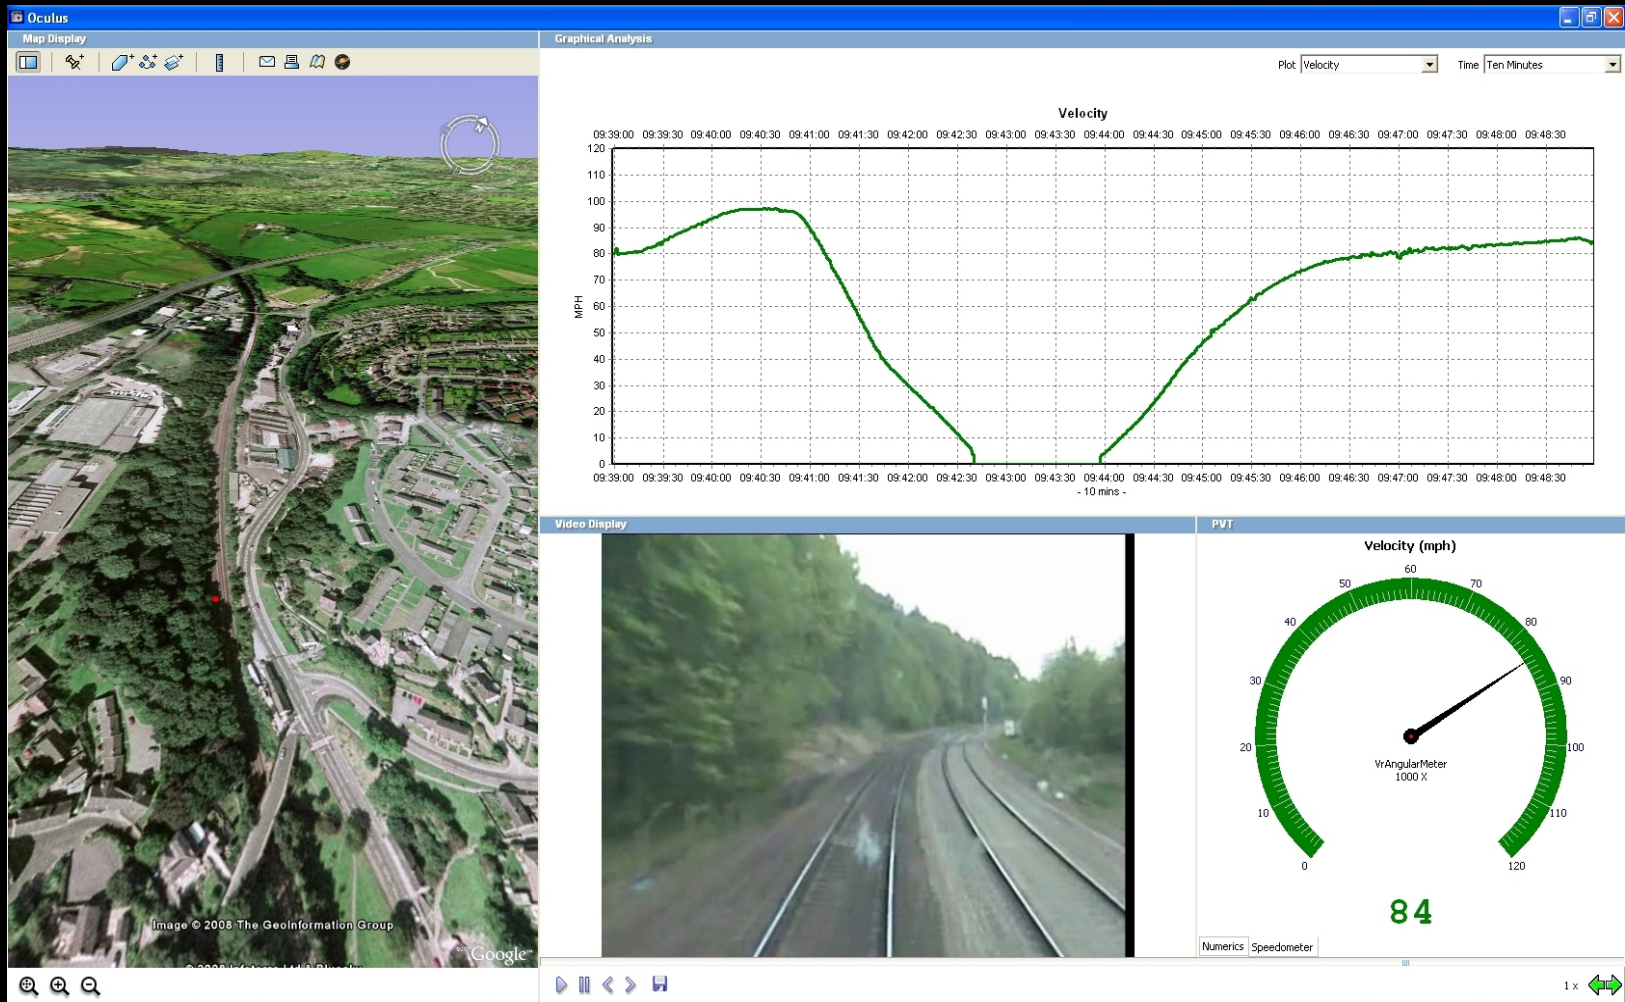 Oculus
Map Display
Graphical Analysis
Plot Velocity Time Ten Minutes
Velocity
09:39:00 09:39:30 09:40:00 09:40:30 09:41:00 09:41:30 09:42:00 09:42:30 09:43:00 09:43:30 09:44:00 09:44:30 09:45:00 09:45:30 09:46:00 09:46:30 09:47:00 09:47:30 09:48:00 09:48:30
120
110
100
90
80
70
60
50
40
30
20
10
0
MPH
09:39:00 09:39:30 09:40:00 09:40:30 09:41:00 09:41:30 09:42:00 09:42:30 09:43:00 09:43:30 09:44:00 09:44:30 09:45:00 09:45:30 09:46:00 09:46:30 09:47:00 09:47:30 09:48:00 09:48:30
- 10 mins -
N
Image © 2008 The GeoInformation Group
Google
Video Display
PVT
Velocity (mph)
0
10
20
30
40
50
60
70
80
90
100
110
120
VrAngularMeter
1000 X
84
Numerics Speedometer
1 x